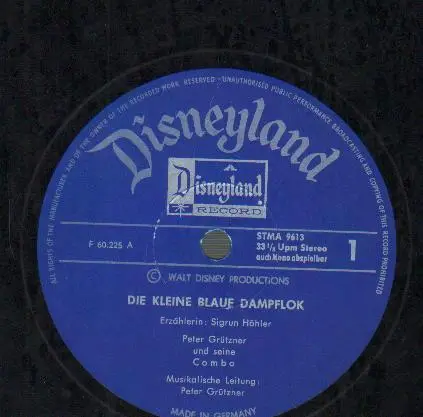 ALL RIGHTS OF THE MANUFACTURER AND OF THE OWNER OF THE RECORDED WORK RESERVED. - UNAUTHORISED PUBLIC PERFORMANCE BROADCASTING AND COPYING OF THIS RECORD PROHIBITED
Disneyland
Disneyland
RECORD
F 60.225 A
STMA 9613
33⅓ Upm Stereo
auch Mono abspielbar
1
© WALT DISNEY PRODUCTIONS
DIE KLEINE BLAUE DAMPFLOK
Erzählerin: Sigrun Höhler
Peter Grützner
und seine
Combo
Musikalische Leitung:
Peter Grützner
MADE IN GERMANY